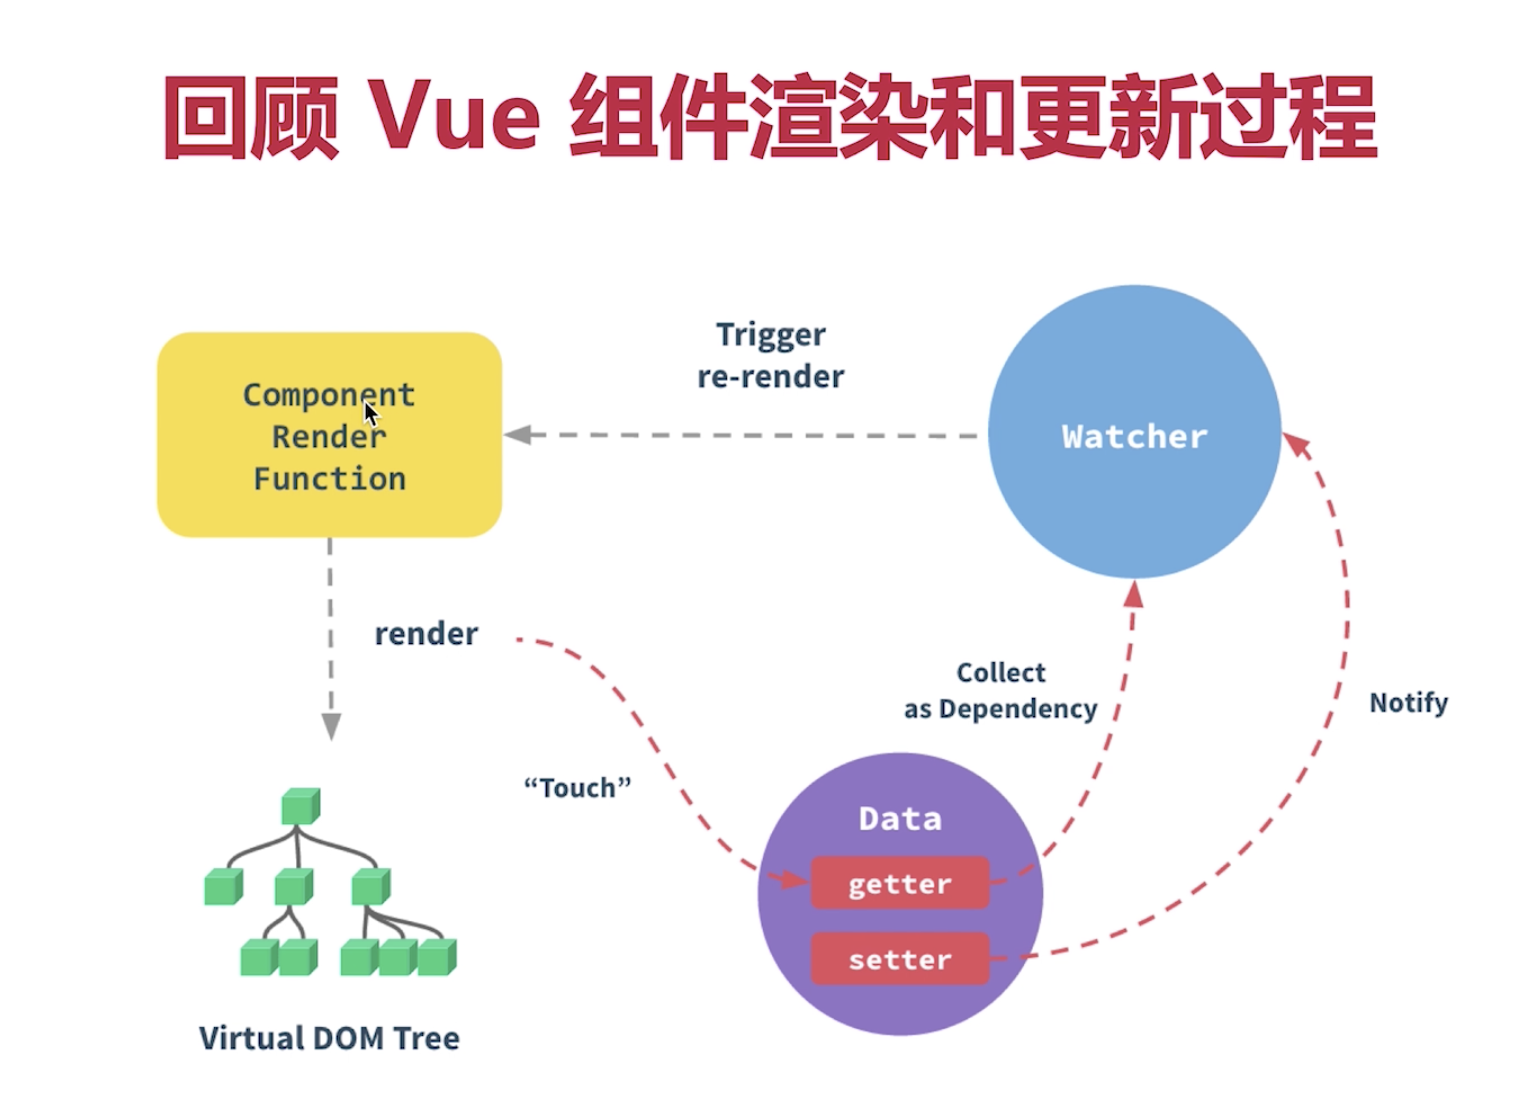 回顾 Vue 组件渲染和更新过程
Trigger
re-render
Component
Render
Function
Watcher
render
Collect
as Dependency
Notify
“Touch”
Data
getter
setter
Virtual DOM Tree